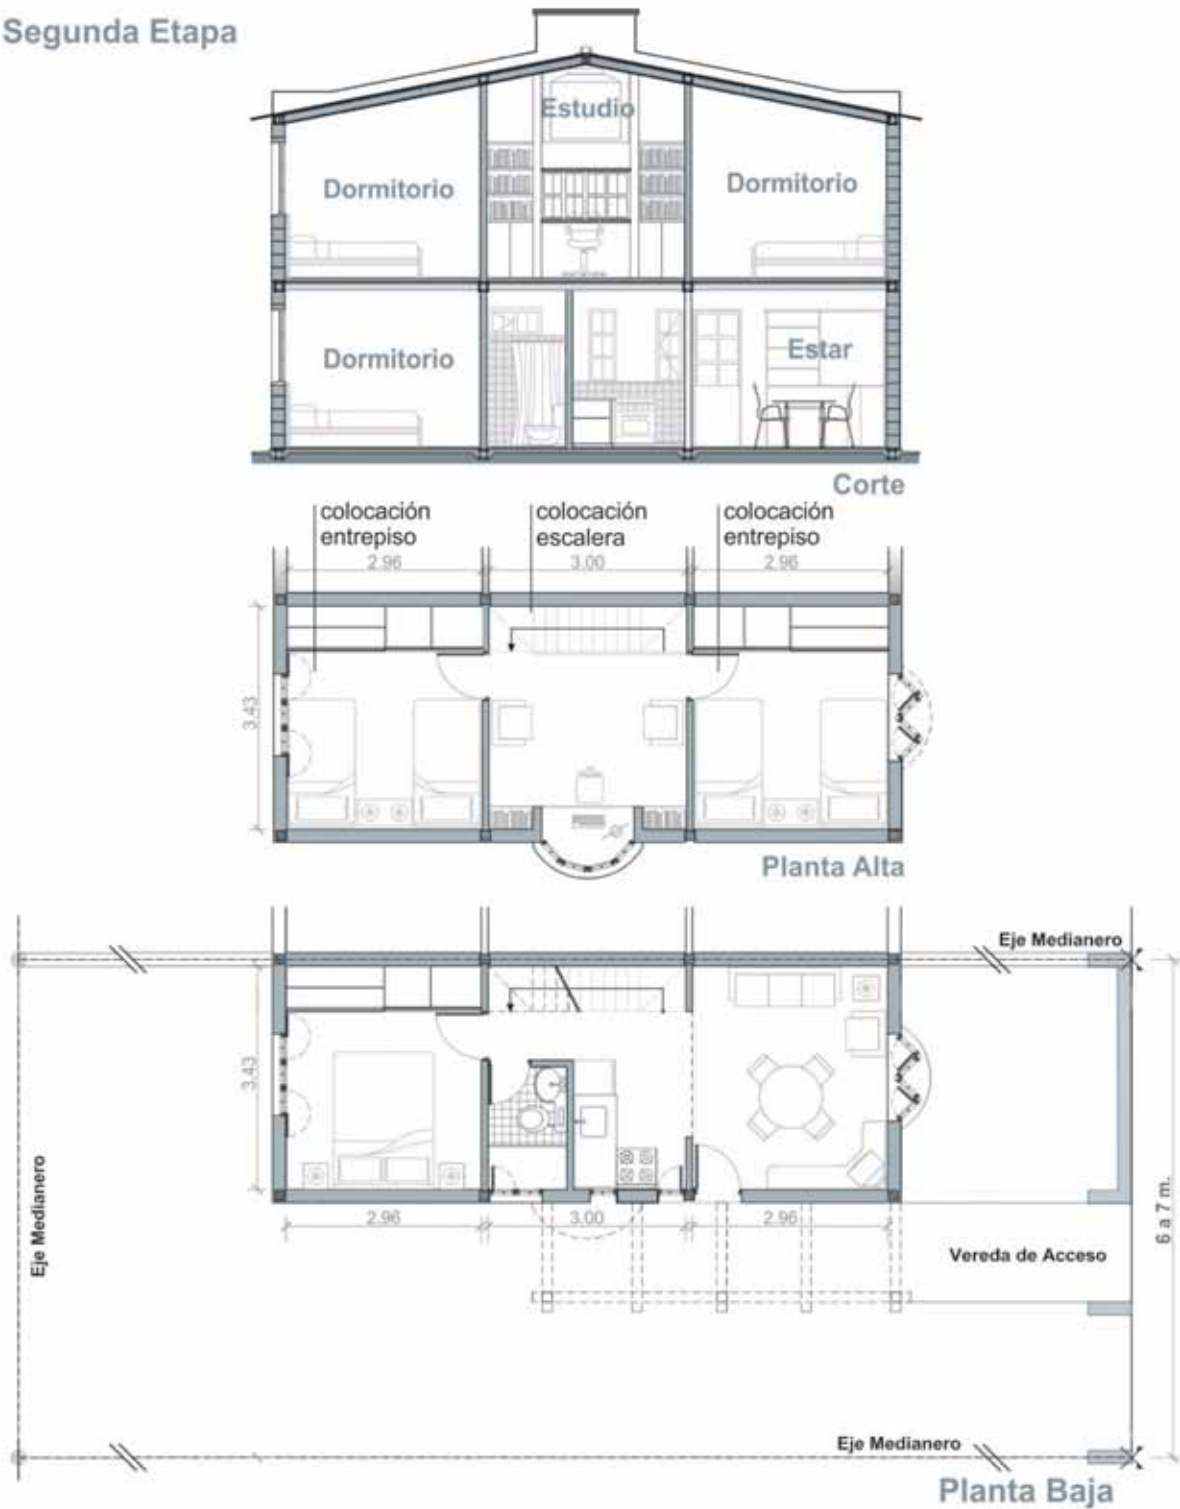 Segunda Etapa
Estudio
Dormitorio
Dormitorio
Dormitorio
Estar
Corte
colocación
entrepiso
colocación
escalera
colocación
entrepiso
2.96
3.00
2.96
3.43
Planta Alta
Eje Medianero
3.43
Eje Medianero
2.96
3.00
2.96
Vereda de Acceso
6 a 7 m.
Eje Medianero
Planta Baja